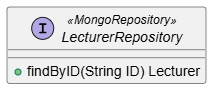 «MongoRepository»
I LecturerRepository
findByID(String ID) Lecturer